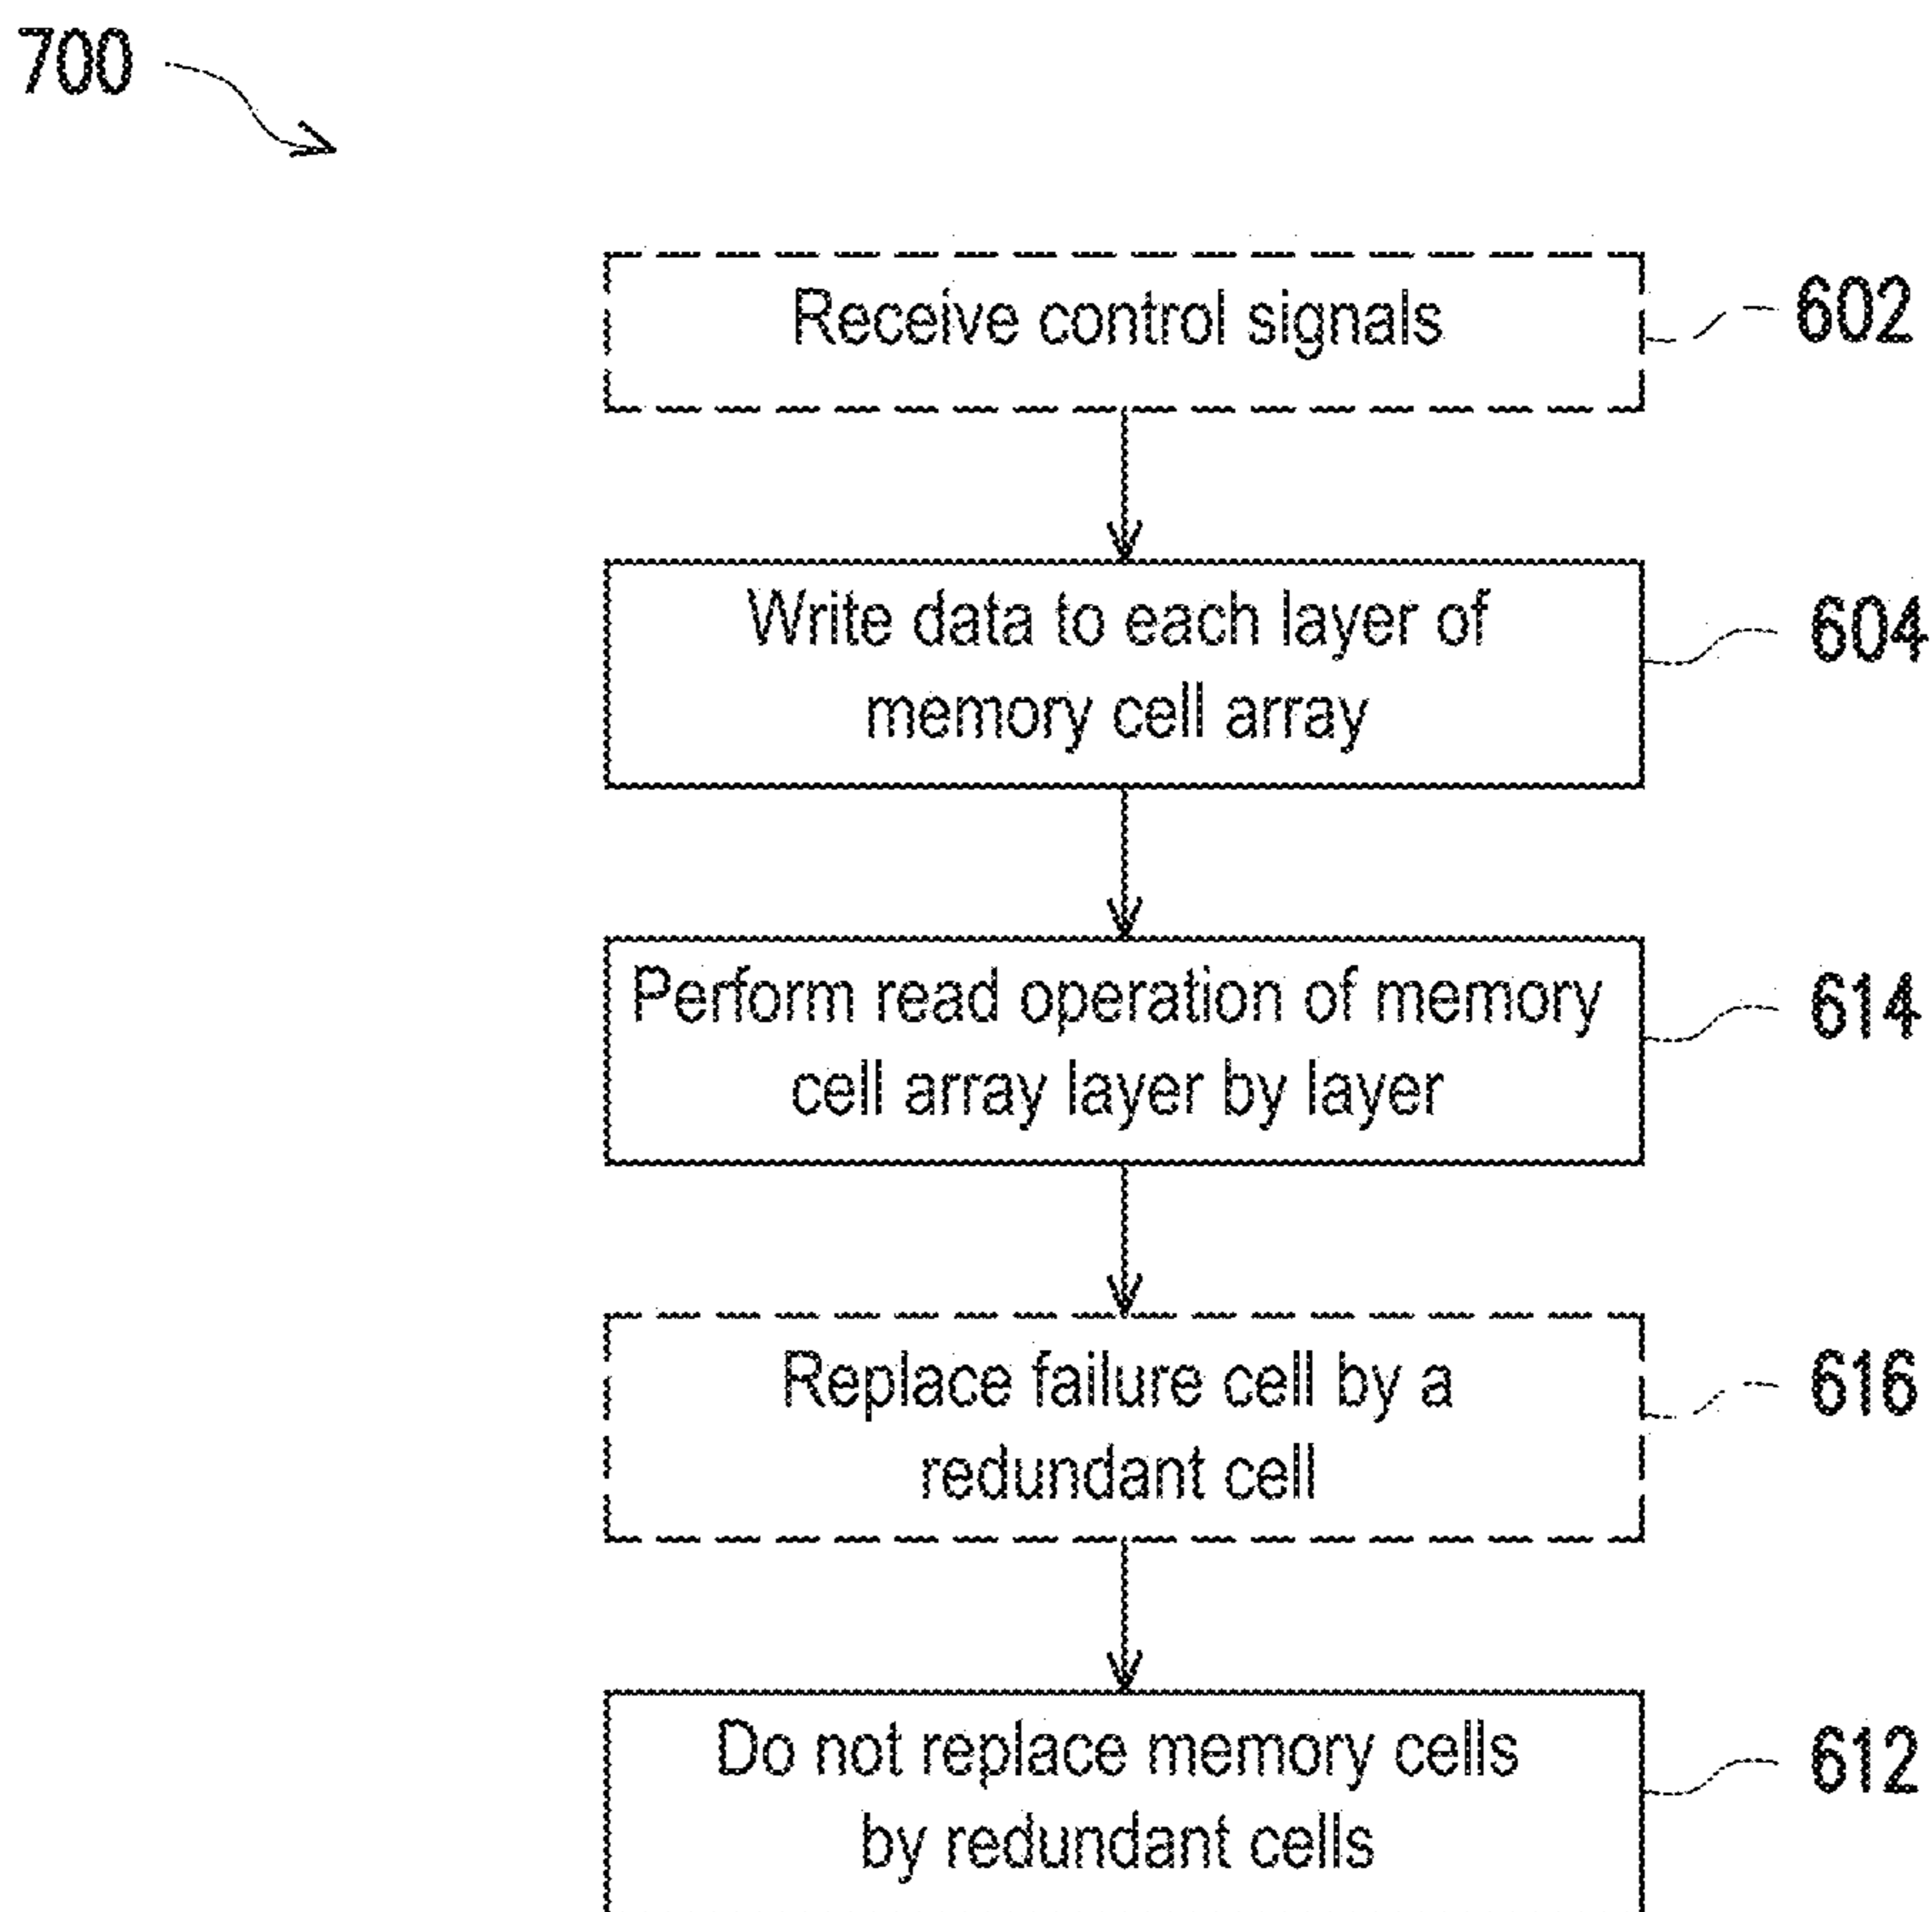 700
Receive control signals
602
Write data to each layer of
memory cell array
604
Perform read operation of memory
cell array layer by layer
614
Replace failure cell by a
redundant cell
616
Do not replace memory cells
by redundant cells
612